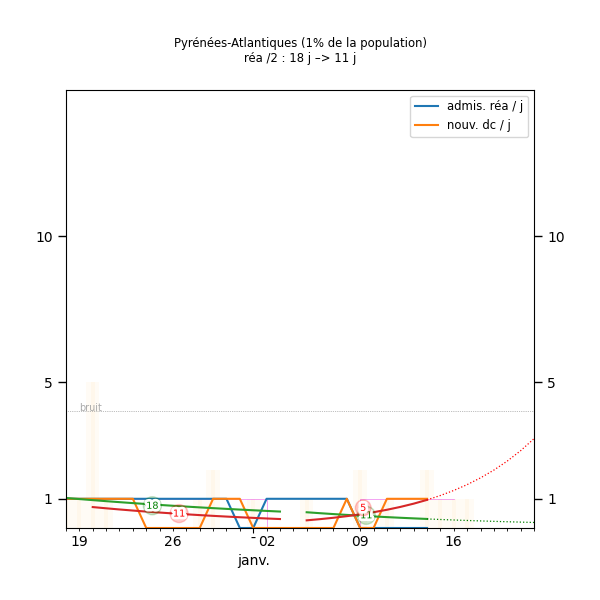 Pyrénées-Atlantiques (1% de la population)
réa /2 : 18 j –> 11 j
admis. réa / j
nouv. dc / j
10 10
5 5
bruit
1 1
18 11 5 11
19 26 - 02 09 16
janv.